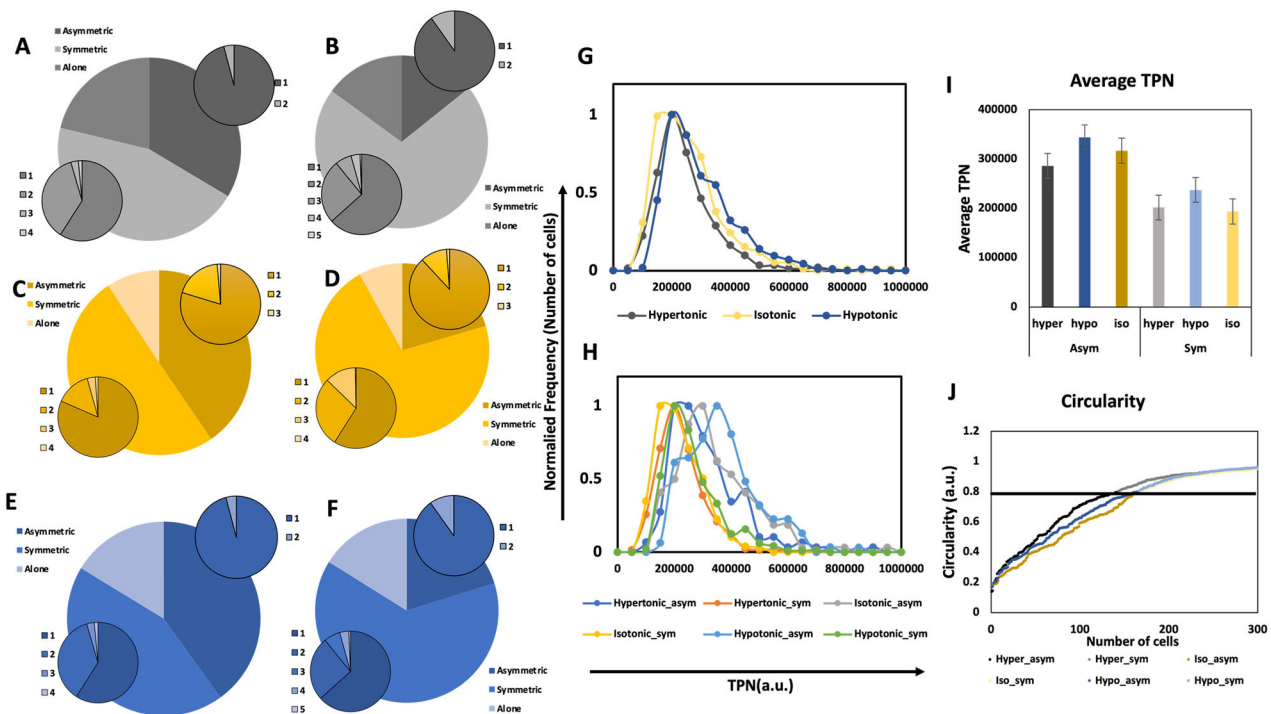 A
Asymmetric
Symmetric
Alone
1
2
1
2
3
4
B
1
2
1
2
3
4
5
Asymmetric
Symmetric
Alone
C
Asymmetric
Symmetric
Alone
1
2
3
1
2
3
4
D
1
2
3
1
2
3
4
Asymmetric
Symmetric
Alone
E
Asymmetric
Symmetric
Alone
1
2
1
2
3
4
F
1
2
1
2
3
4
5
Asymmetric
Symmetric
Alone
Normalied Frequency (Number of cells)
G
1
0.5
0
0 200000 400000 600000 800000 1000000
Hypertonic Isotonic Hypotonic
H
1
0.5
0
0 200000 400000 600000 800000 1000000
Hypertonic_asym Hypertonic_sym Isotonic_asym
Isotonic_sym Hypotonic_asym Hypotonic_sym
TPN(a.u.)
I
Average TPN
Average TPN
400000
300000
200000
100000
0
hyper hypo iso hyper hypo iso
Asym Sym
J
Circularity
Circularity (a.u.)
1.2
1
0.8
0.6
0.4
0.2
0
0 100 200 300
Number of cells
Hyper_asym Hyper_sym Iso_asym
Iso_sym Hypo_asym Hypo_sym